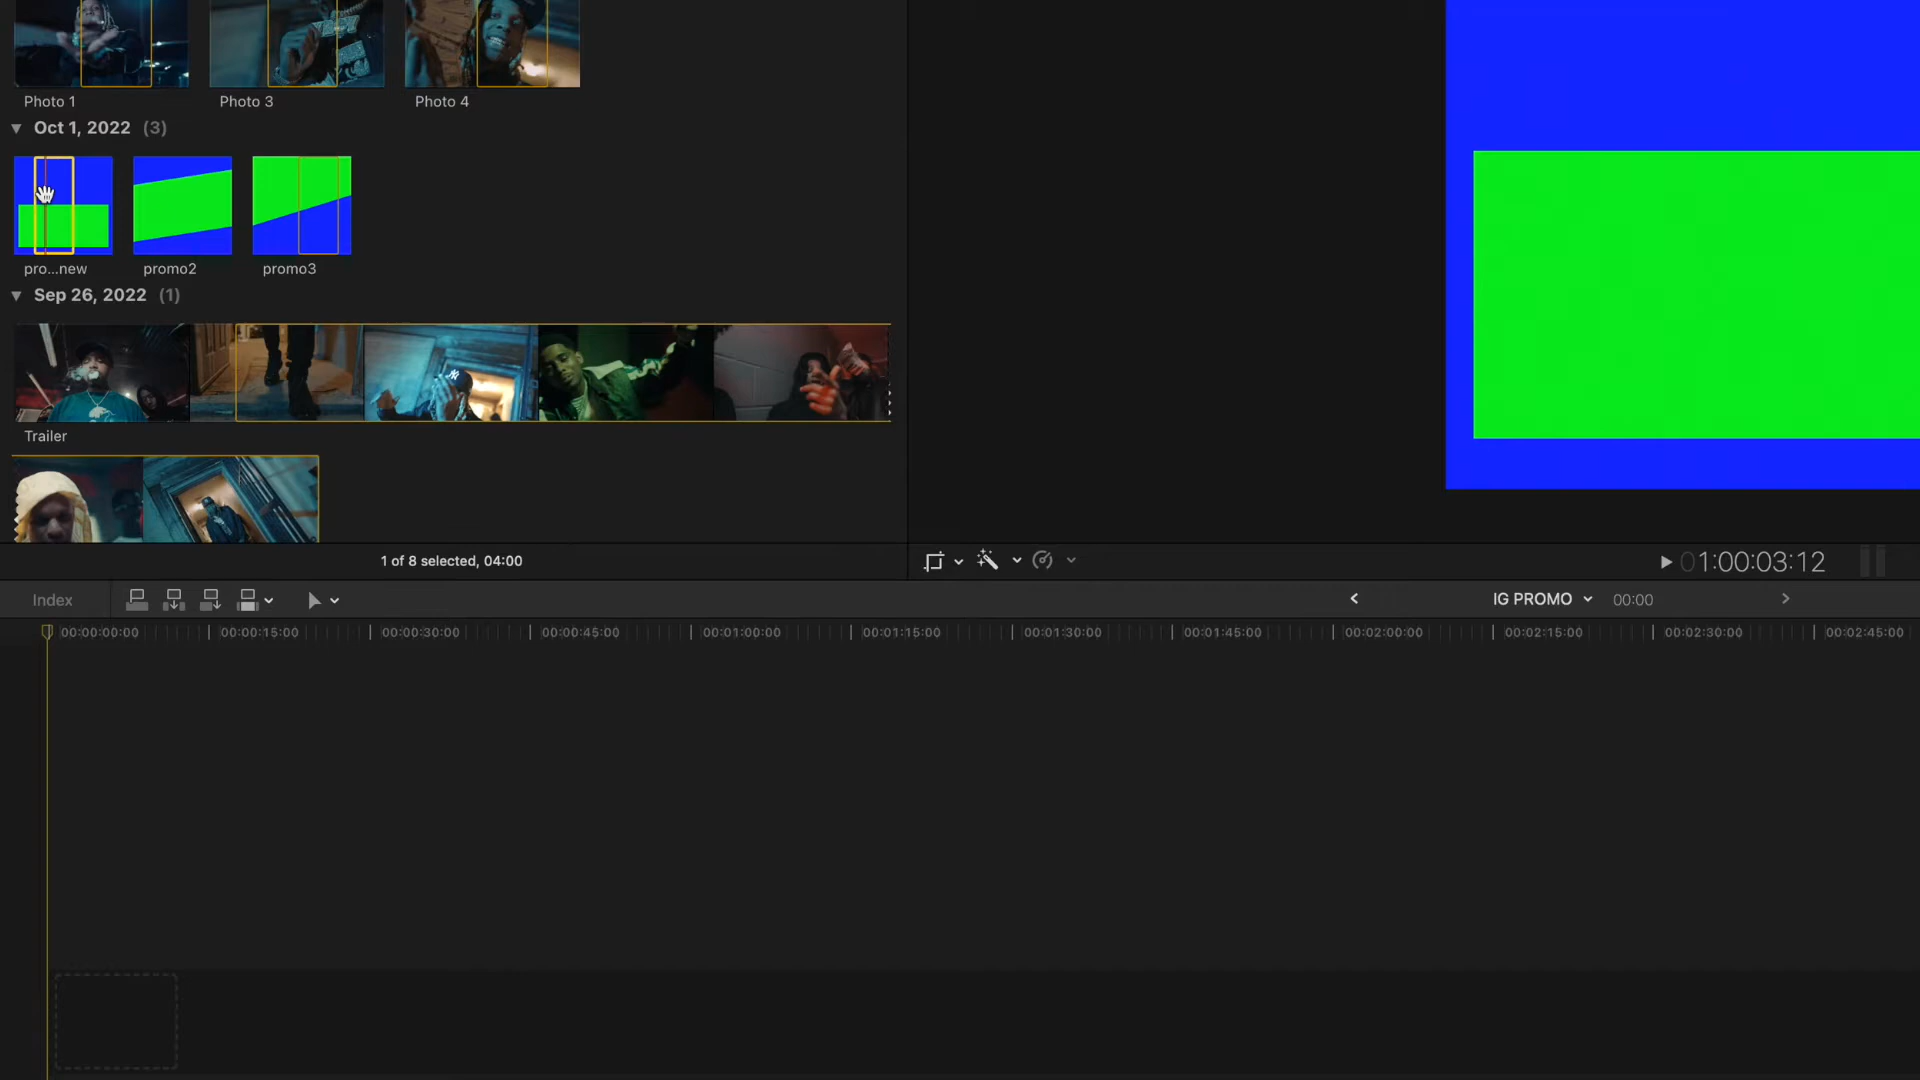 Photo 1
Photo 3
Photo 4
Oct 1, 2022 (3)
pro...new
promo2
promo3
Sep 26, 2022 (1)
Trailer
1 of 8 selected, 04:00
01:00:03:12
Index
IG PROMO
00:00
00:00:00:00
00:00:15:00
00:00:30:00
00:00:45:00
00:01:00:00
00:01:15:00
00:01:30:00
00:01:45:00
00:02:00:00
00:02:15:00
00:02:30:00
00:02:45:00